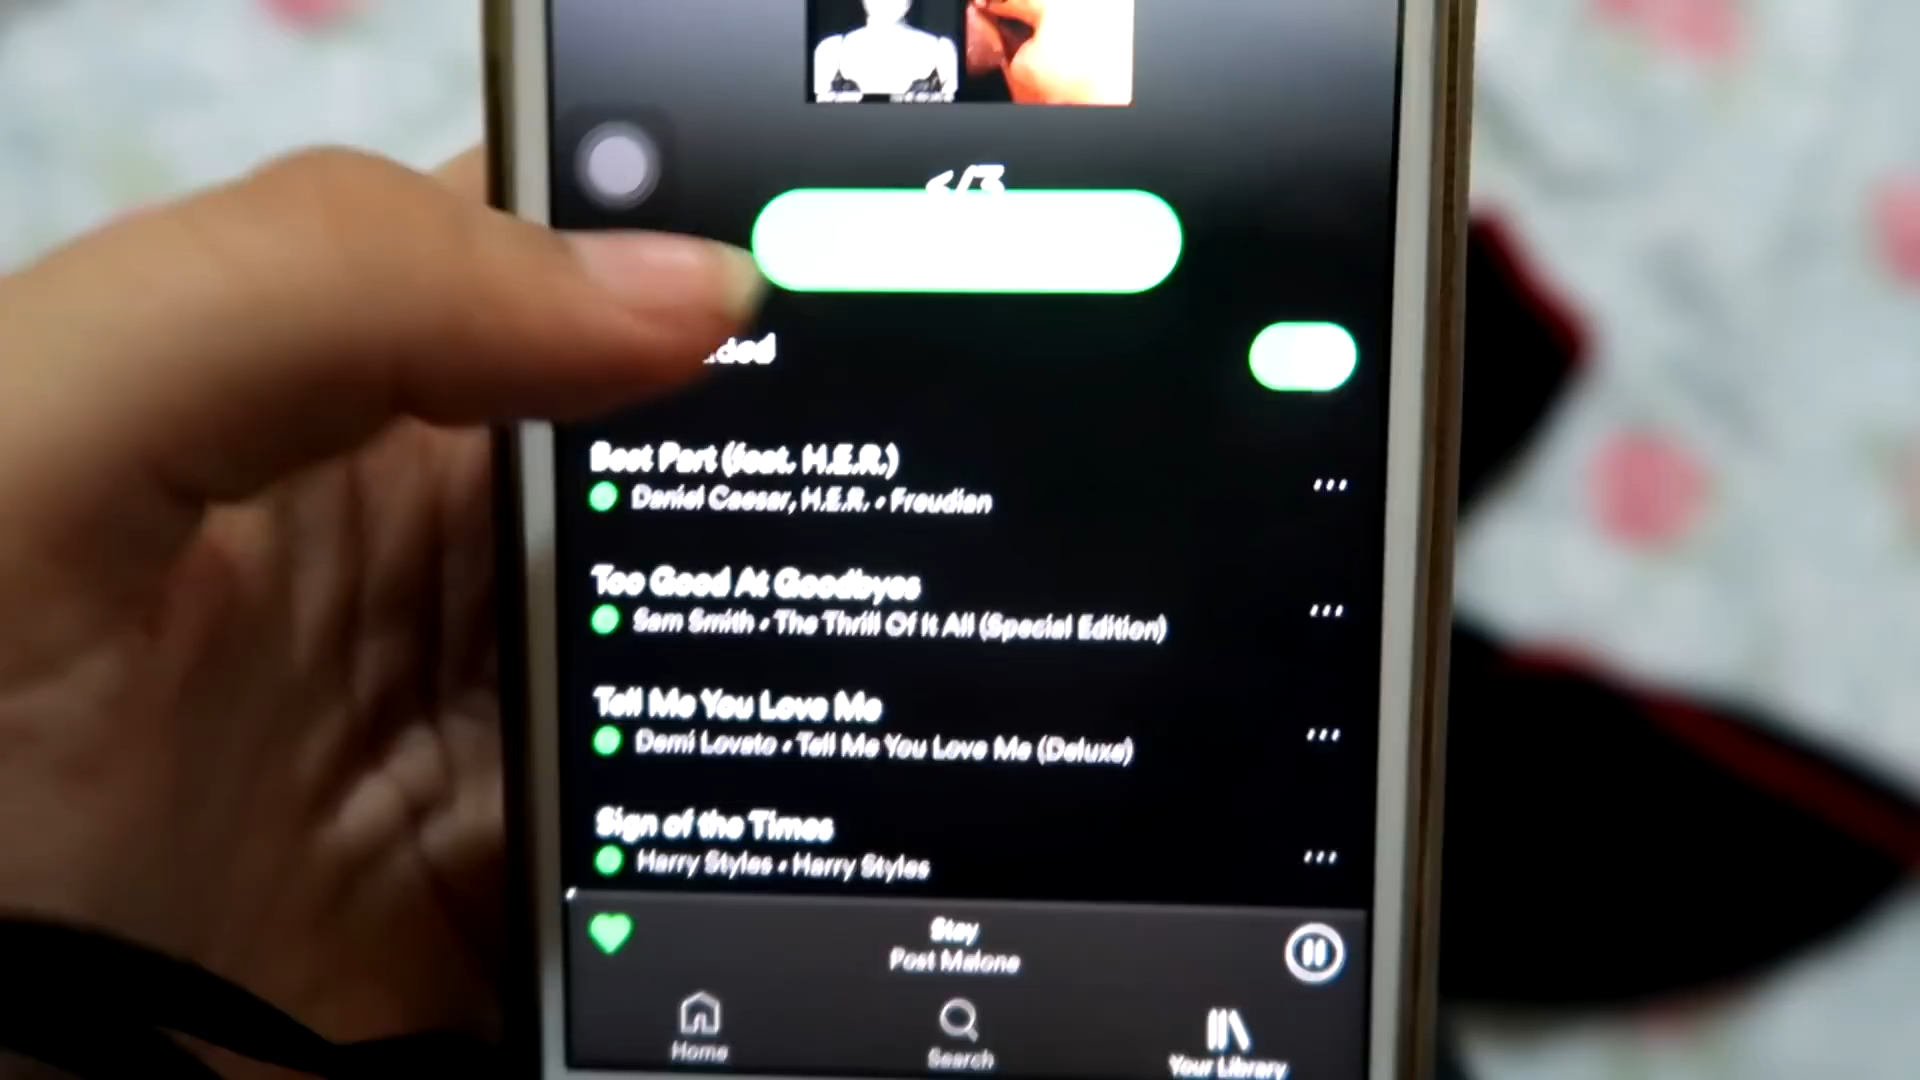 </3
Best Part (feat. H.E.R.)
Daniel Caesar, H.E.R. • Freudian
Too Good At Goodbyes
Sam Smith • The Thrill Of It All (Special Edition)
Tell Me You Love Me
Demi Lovato • Tell Me You Love Me (Deluxe)
Sign of the Times
Harry Styles • Harry Styles
Stay
Post Malone
Home
Search
Your Library